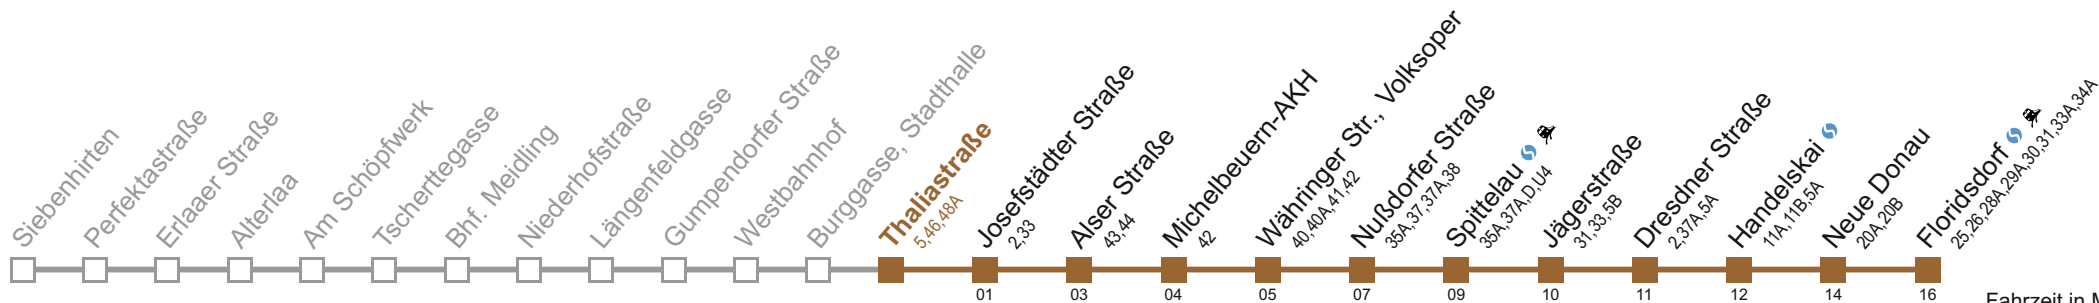 Siebenhirten
Perfektastraße
Erlaaer Straße
Alterlaa
Am Schöpfwerk
Tscherttegasse
Bhf. Meidling
Niederhofstraße
Längenfeldgasse
Gumpendorfer Straße
Westbahnhof
Burggasse, Stadthalle
Thaliastraße
5,46,48A
Josefstädter Straße
2,33
01
Alser Straße
43,44
03
Michelbeuern-AKH
42
04
Währinger Str., Volksoper
40,40A,41,42
05
Nußdorfer Straße
35A,37,37A,38
07
Spittelau
35A,37A,D,U4
09
Jägerstraße
31,33,5B
10
Dresdner Straße
2,37A,5A
11
Handelskai
11A,11B,5A
12
Neue Donau
20A,20B
14
Floridsdorf
25,26,28A,29A,30,31,33A,34A
16
Fahrzeit in